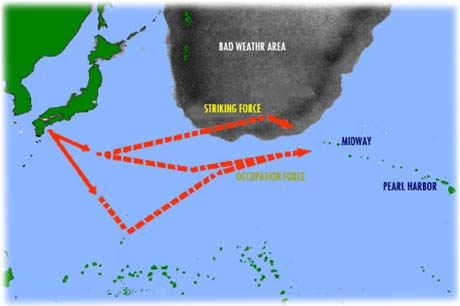 BAD WEATHR AREA
STRIKING FORCE
MIDWAY
OCCUPATION FORCE
PEARL HARBOR